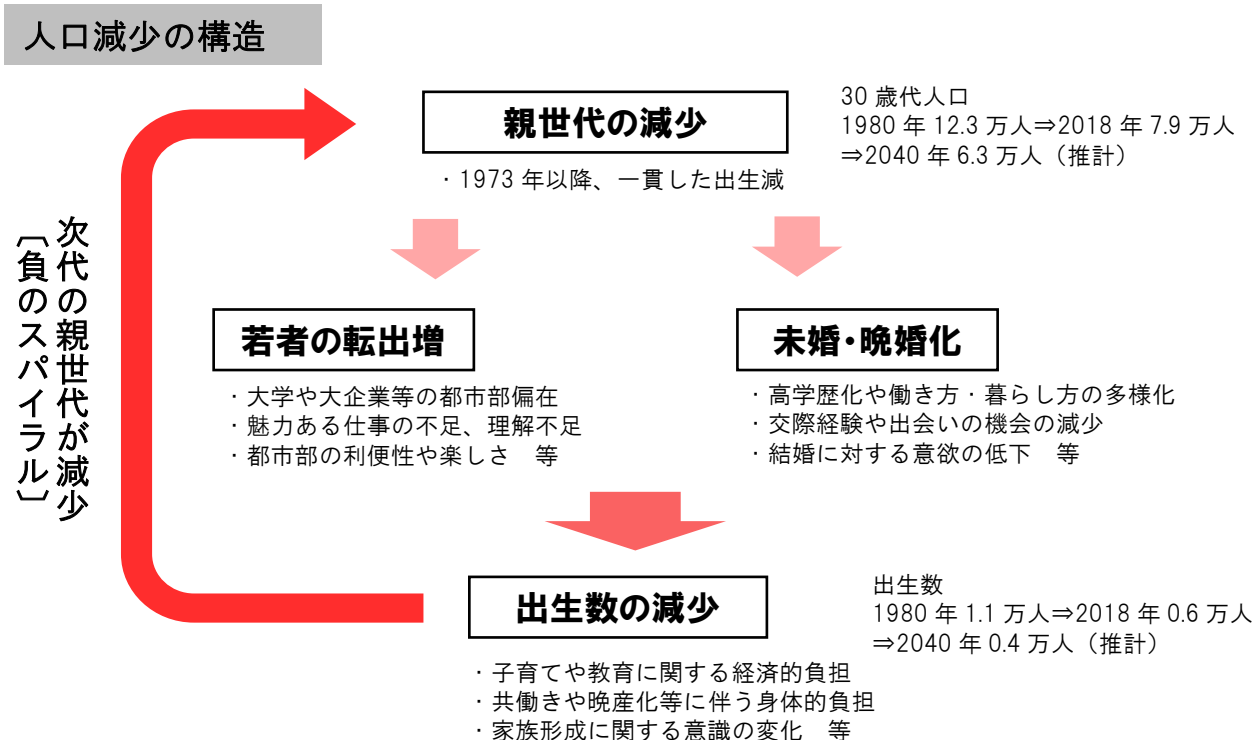 人口減少の構造
親世代の減少
・1973 年以降、一貫した出生減
30 歳代人口
1980 年 12.3 万人⇒2018 年 7.9 万人
⇒2040 年 6.3 万人（推計）
次代の親世代が減少
〔負のスパイラル〕
若者の転出増
・大学や大企業等の都市部偏在
・魅力ある仕事の不足、理解不足
・都市部の利便性や楽しさ　等
未婚・晩婚化
・高学歴化や働き方・暮らし方の多様化
・交際経験や出会いの機会の減少
・結婚に対する意欲の低下　等
出生数の減少
・子育てや教育に関する経済的負担
・共働きや晩産化等に伴う身体的負担
・家族形成に関する意識の変化　等
出生数
1980 年 1.1 万人⇒2018 年 0.6 万人
⇒2040 年 0.4 万人（推計）